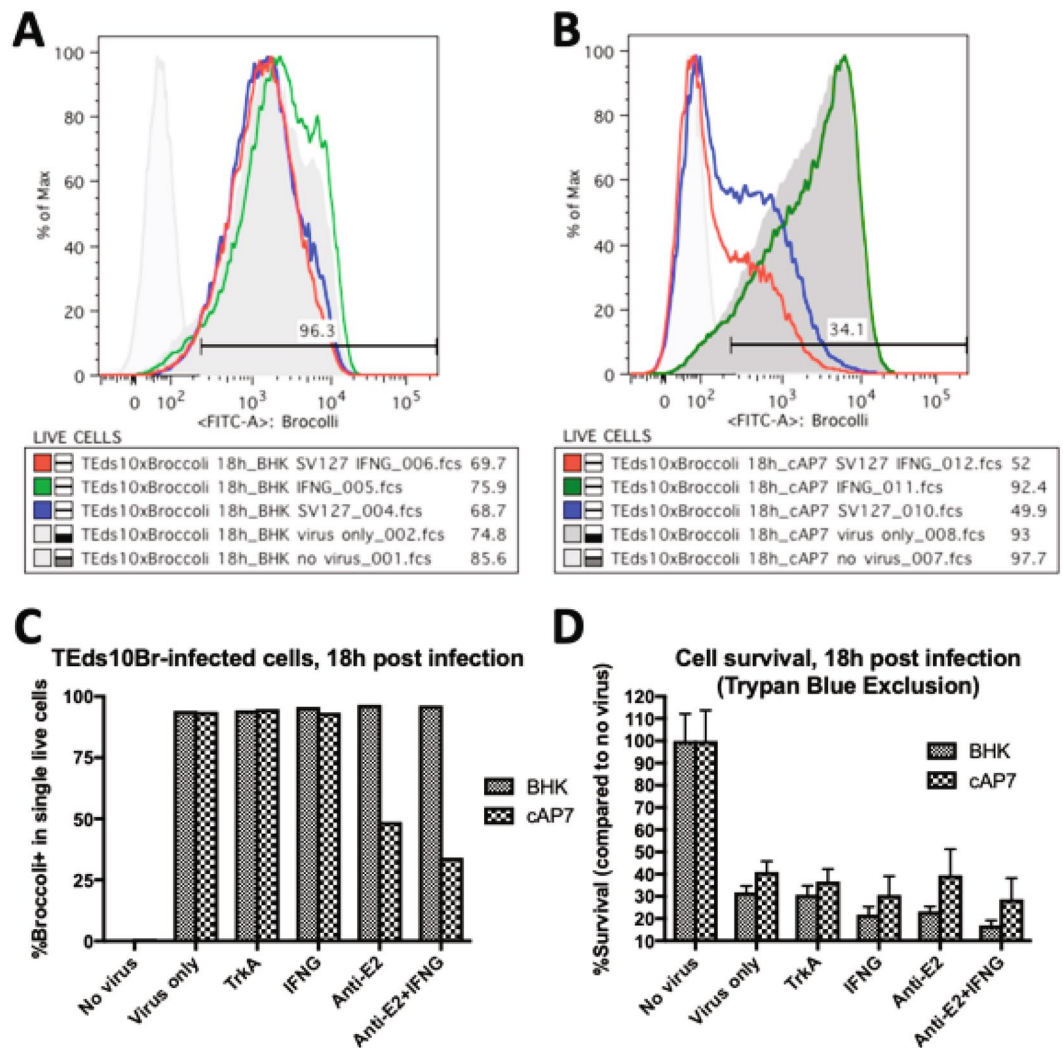 A
100
80
60
40
20
0
% of Max
96.3
0 10² 10³ 10⁴ 10⁵
<FITC-A>: Brocolli
LIVE CELLS
TEds10xBroccoli 18h_BHK SV127 IFNG_006.fcs 69.7
TEds10xBroccoli 18h_BHK IFNG_005.fcs 75.9
TEds10xBroccoli 18h_BHK SV127_004.fcs 68.7
TEds10xBroccoli 18h_BHK virus only_002.fcs 74.8
TEds10xBroccoli 18h_BHK no virus_001.fcs 85.6
B
100
80
60
40
20
0
% of Max
34.1
0 10² 10³ 10⁴ 10⁵
<FITC-A>: Brocolli
LIVE CELLS
TEds10xBroccoli 18h_cAP7 SV127 IFNG_012.fcs 52
TEds10xBroccoli 18h_cAP7 IFNG_011.fcs 92.4
TEds10xBroccoli 18h_cAP7 SV127_010.fcs 49.9
TEds10xBroccoli 18h_cAP7 virus only_008.fcs 93
TEds10xBroccoli 18h_cAP7 no virus_007.fcs 97.7
C
TEds10Br-infected cells, 18h post infection
%Broccoli+ in single live cells
100
75
50
25
0
BHK
cAP7
No virus
Virus only
TrkA
IFNG
Anti-E2
Anti-E2+IFNG
D
Cell survival, 18h post infection
(Trypan Blue Exclusion)
%Survival (compared to no virus)
120
110
100
90
80
70
60
50
40
30
20
10
BHK
cAP7
No virus
Virus only
TrkA
IFNG
Anti-E2
Anti-E2+IFNG